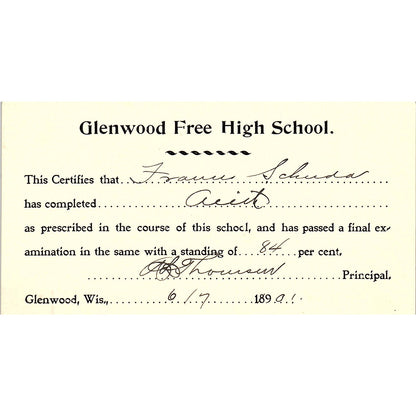 Glenwood Free High School.
This Certifies that Francis Schuda
has completed Arith
as prescribed in the course of this school, and has passed a final ex-
amination in the same with a standing of 84 per cent,
Thomson Principal,
Glenwood, Wis., 6/17 189